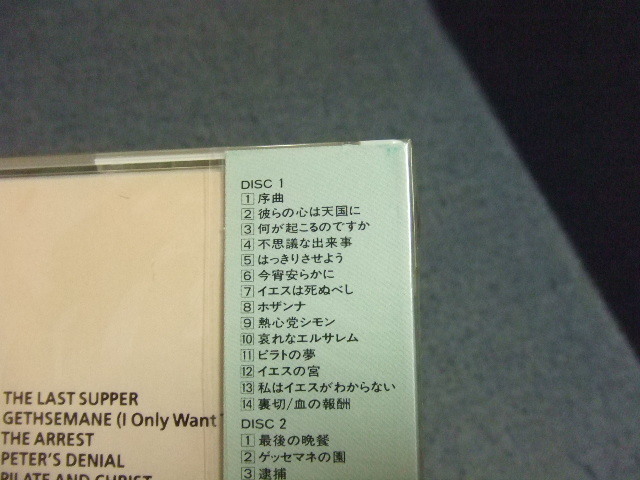 THE LAST SUPPER
GETHSEMANE (I Only Want
THE ARREST
PETER'S DENIAL
PILATE AND CHRIST
DISC 1
1 序曲
2 彼らの心は天国に
3 何が起こるのですか
4 不思議な出来事
5 はっきりさせよう
6 今宵安らかに
7 イエスは死ぬべし
8 ホザンナ
9 熱心党シモン
10 哀れなエルサレム
11 ピラトの夢
12 イエスの宮
13 私はイエスがわからない
14 裏切/血の報酬
DISC 2
1 最後の晩餐
2 ゲッセマネの園
3 逮捕